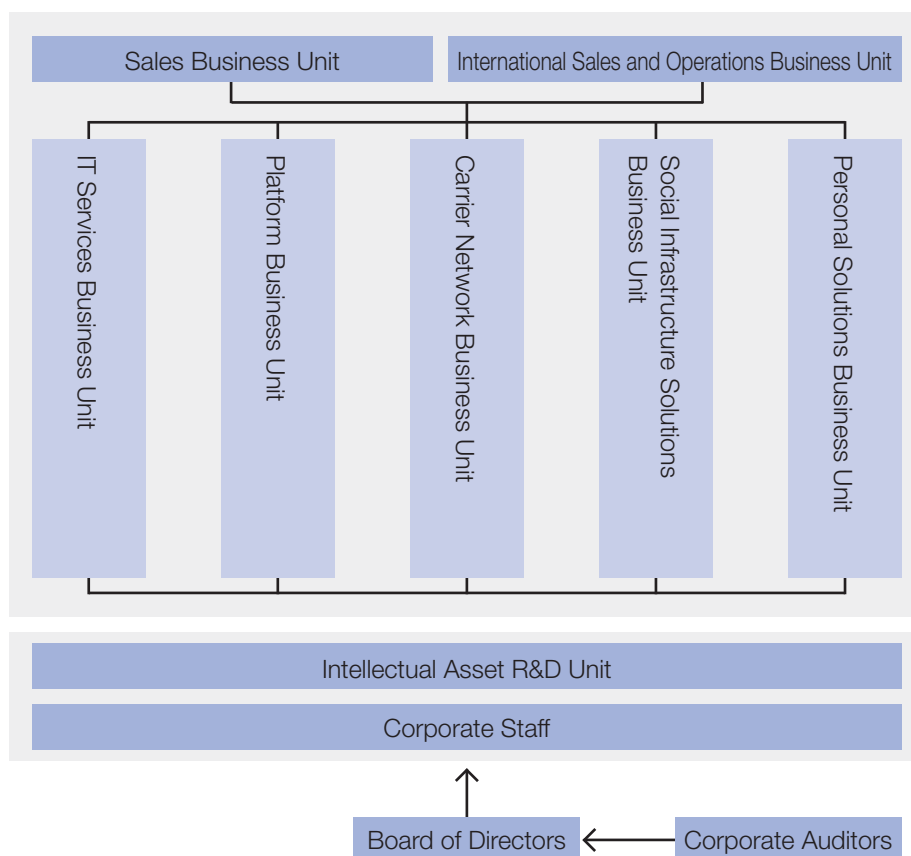 Sales Business Unit
International Sales and Operations Business Unit
IT Services Business Unit
Platform Business Unit
Carrier Network Business Unit
Social Infrastructure Solutions
Business Unit
Personal Solutions Business Unit
Intellectual Asset R&D Unit
Corporate Staff
Board of Directors
Corporate Auditors